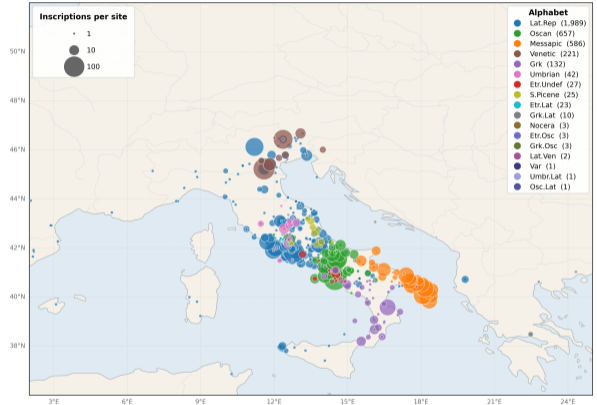 Inscriptions per site
1
10
100
Alphabet
Lat.Rep (1,989)
Oscan (657)
Messapic (586)
Venetic (221)
Grk (132)
Umbrian (42)
Etr.Undef (27)
S.Picene (25)
Etr.Lat (23)
Grk.Lat (10)
Nocera (3)
Etr.Osc (3)
Grk.Osc (3)
Lat.Ven (2)
Var (1)
Umbr.Lat (1)
Osc.Lat (1)
50°N
48°N
46°N
44°N
42°N
40°N
38°N
3°E
6°E
9°E
12°E
15°E
18°E
21°E
24°E